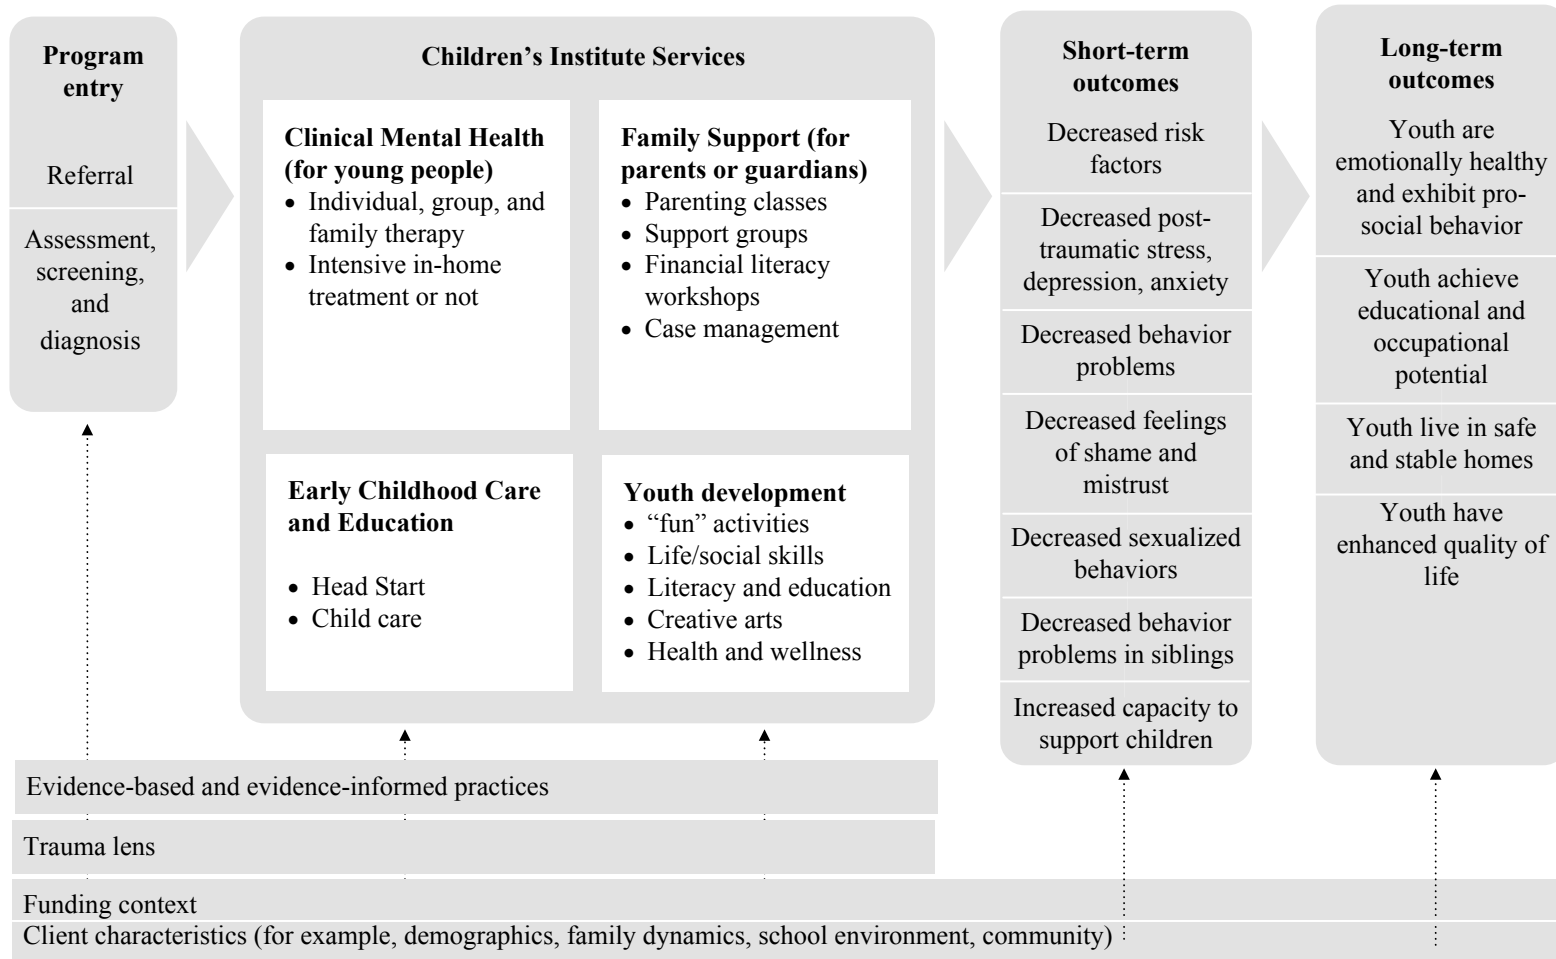 Program
entry
Referral
Assessment,
screening,
and
diagnosis
Children’s Institute Services
Clinical Mental Health
(for young people)
• Individual, group, and
family therapy
• Intensive in-home
treatment or not
Family Support (for
parents or guardians)
• Parenting classes
• Support groups
• Financial literacy
workshops
• Case management
Early Childhood Care
and Education
• Head Start
• Child care
Youth development
• “fun” activities
• Life/social skills
• Literacy and education
• Creative arts
• Health and wellness
Short-term
outcomes
Decreased risk
factors
Decreased post-
traumatic stress,
depression, anxiety
Decreased behavior
problems
Decreased feelings
of shame and
mistrust
Decreased sexualized
behaviors
Decreased behavior
problems in siblings
Increased capacity to
support children
Long-term
outcomes
Youth are
emotionally healthy
and exhibit pro-
social behavior
Youth achieve
educational and
occupational
potential
Youth live in safe
and stable homes
Youth have
enhanced quality of
life
Evidence-based and evidence-informed practices
Trauma lens
Funding context
Client characteristics (for example, demographics, family dynamics, school environment, community)